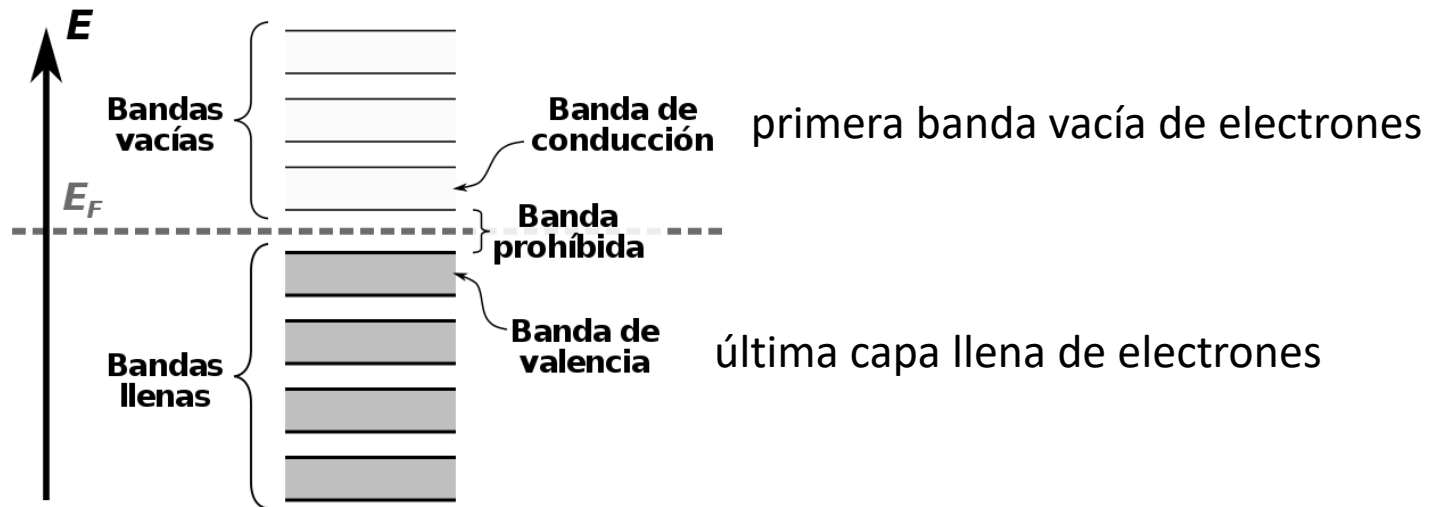 E
Bandas
vacías
Banda de
conducción
primera banda vacía de electrones
E_F
Banda
prohíbida
Banda de
valencia
última capa llena de electrones
Bandas
llenas